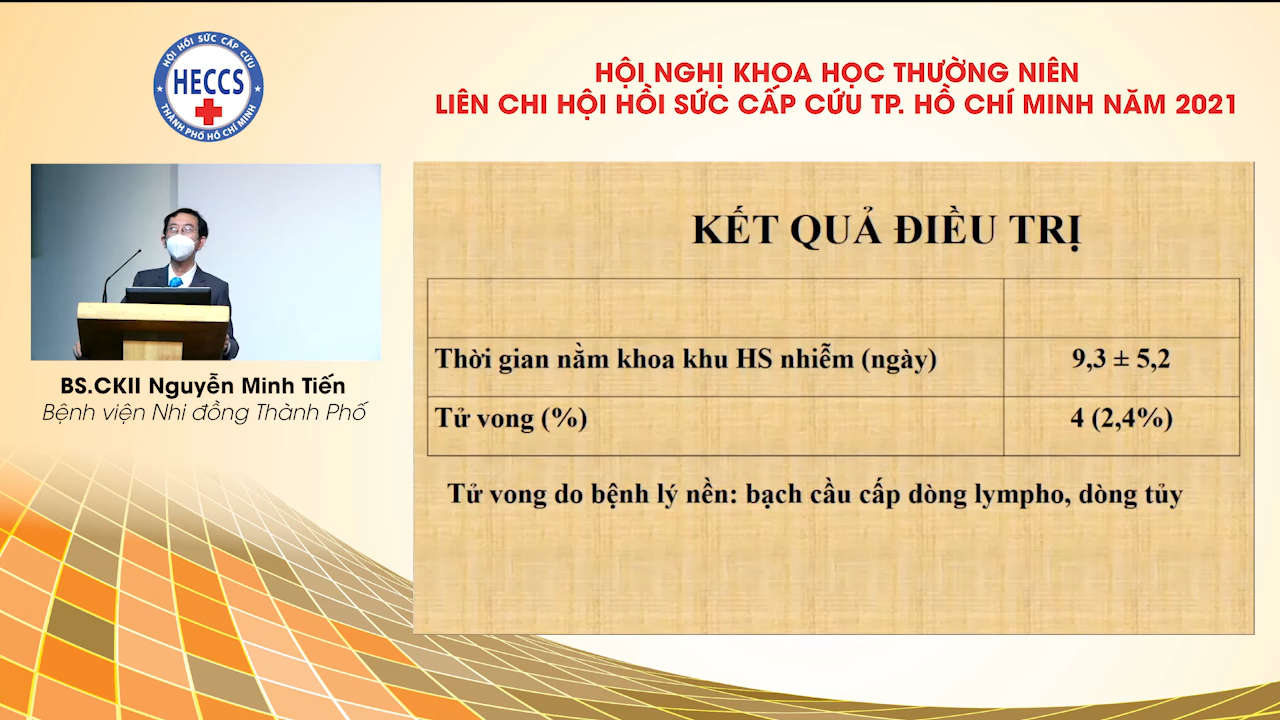 HỘI HỒI SỨC CẤP CỨU
HECCS
THÀNH PHỐ HỒ CHÍ MINH
HỘI NGHỊ KHOA HỌC THƯỜNG NIÊN
LIÊN CHI HỘI HỒI SỨC CẤP CỨU TP. HỒ CHÍ MINH NĂM 2021
BS.CKII Nguyễn Minh Tiến
Bệnh viện Nhi đồng Thành Phố
KẾT QUẢ ĐIỀU TRỊ
Thời gian nằm khoa khu HS nhiễm (ngày) 9,3 ± 5,2
Tử vong (%) 4 (2,4%)
Tử vong do bệnh lý nền: bạch cầu cấp dòng lympho, dòng tủy